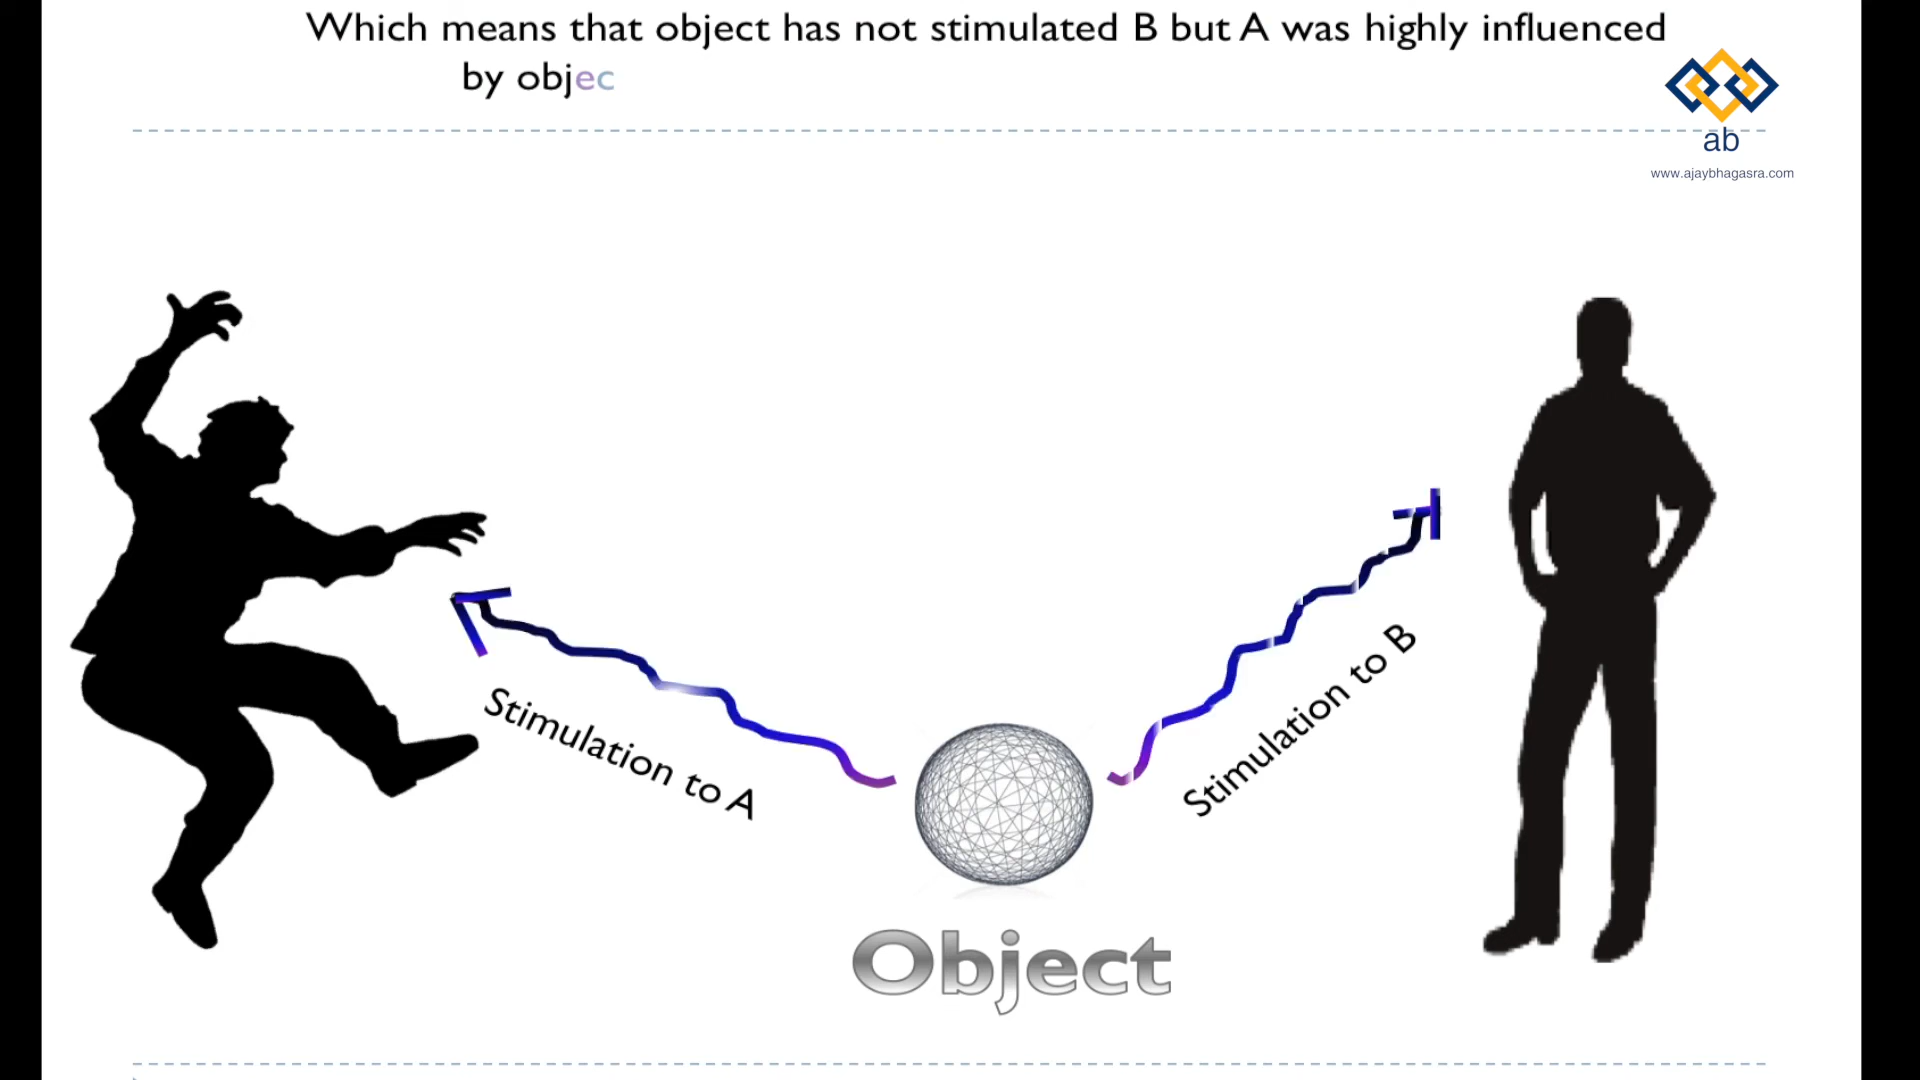 Which means that object has not stimulated B but A was highly influenced
by objec
ab
www.ajaybhagasra.com
Stimulation to A
Stimulation to B
Object